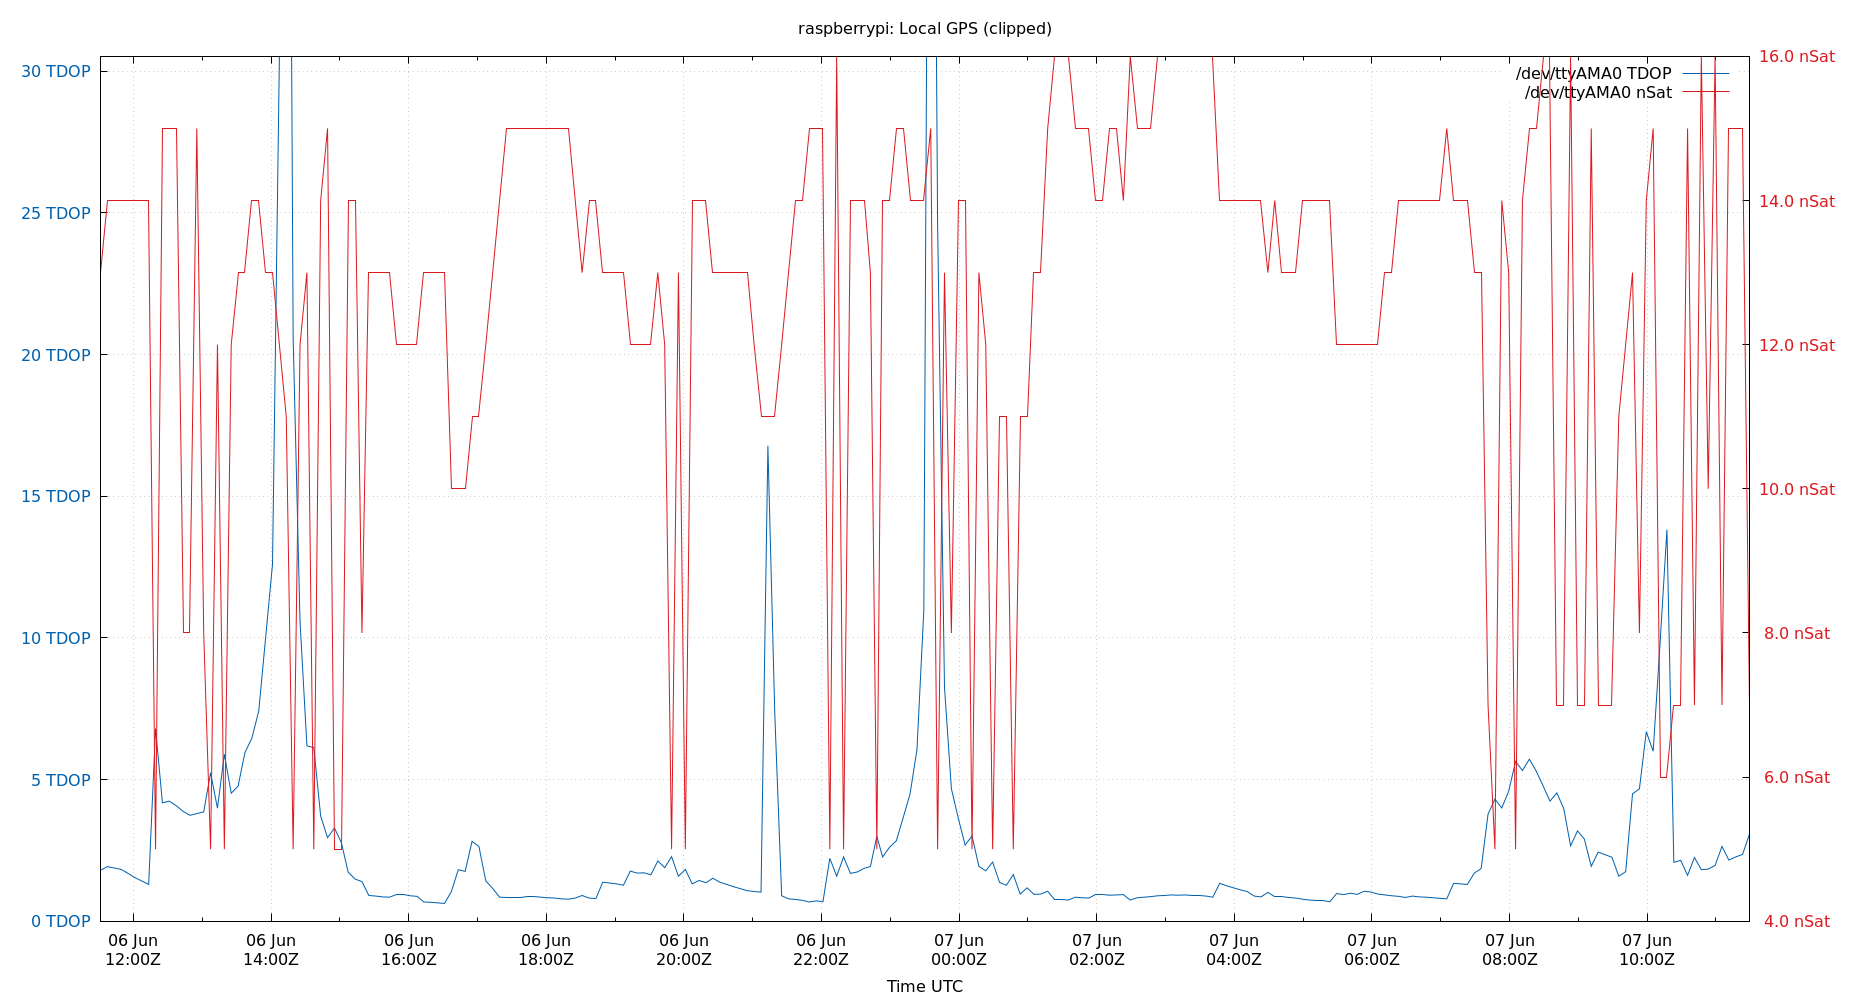 raspberrypi: Local GPS (clipped)
30 TDOP
25 TDOP
20 TDOP
15 TDOP
10 TDOP
5 TDOP
0 TDOP
16.0 nSat
14.0 nSat
12.0 nSat
10.0 nSat
8.0 nSat
6.0 nSat
4.0 nSat
/dev/ttyAMA0 TDOP
/dev/ttyAMA0 nSat
06 Jun 06 Jun 06 Jun 06 Jun 06 Jun 06 Jun 07 Jun 07 Jun 07 Jun 07 Jun 07 Jun 07 Jun
12:00Z 14:00Z 16:00Z 18:00Z 20:00Z 22:00Z 00:00Z 02:00Z 04:00Z 06:00Z 08:00Z 10:00Z
Time UTC